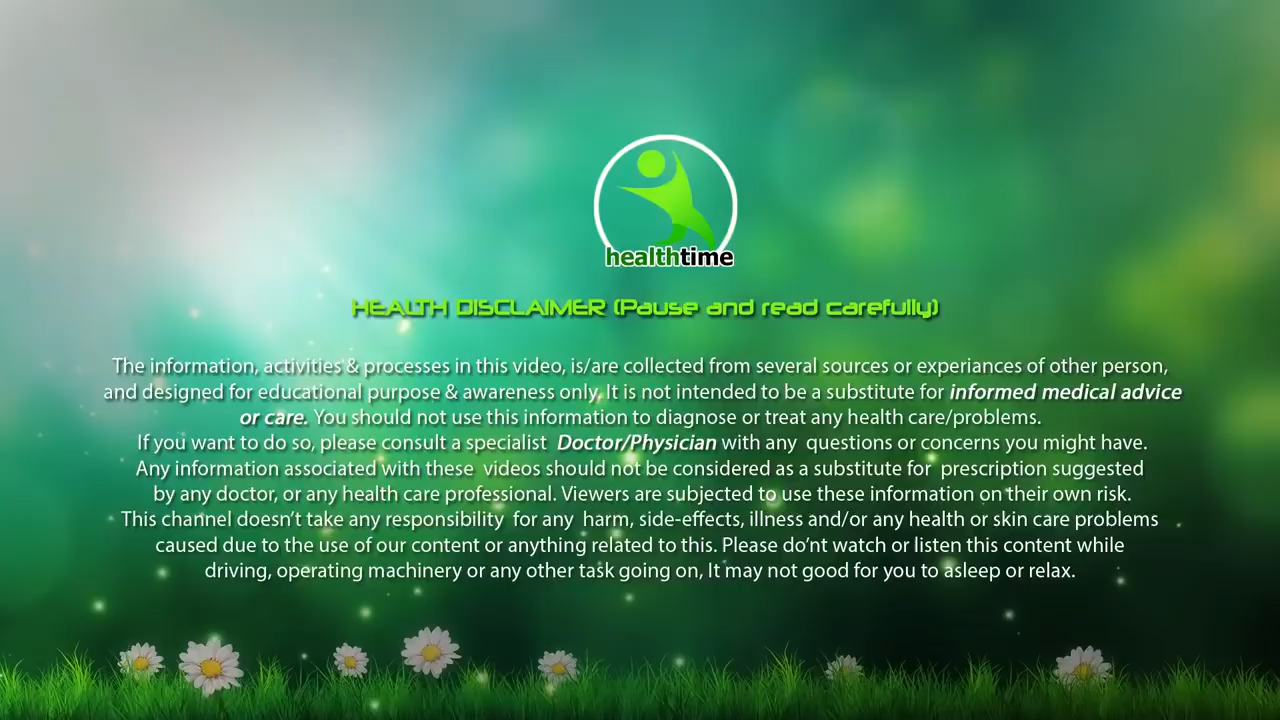 healthtime
HEALTH DISCLAIMER (Pause and read carefully)
The information, activities & processes in this video, is/are collected from several sources or experiances of other person,
and designed for educational purpose & awareness only. It is not intended to be a substitute for informed medical advice
or care. You should not use this information to diagnose or treat any health care/problems.
If you want to do so, please consult a specialist Doctor/Physician with any questions or concerns you might have.
Any information associated with these videos should not be considered as a substitute for prescription suggested
by any doctor, or any health care professional. Viewers are subjected to use these information on their own risk.
This channel doesn't take any responsibility for any harm, side-effects, illness and/or any health or skin care problems
caused due to the use of our content or anything related to this. Please do'nt watch or listen this content while
driving, operating machinery or any other task going on, It may not good for you to asleep or relax.